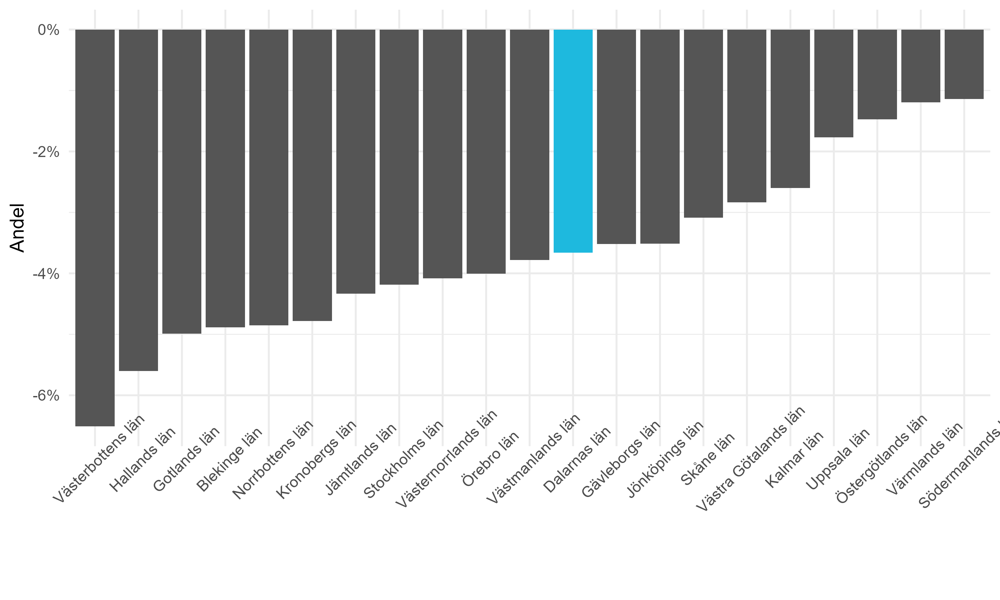 0%
-2%
-4%
-6%
Andel
Västerbottens län
Hallands län
Gotlands län
Blekinge län
Norrbottens län
Kronobergs län
Jämtlands län
Stockholms län
Västernorrlands län
Örebro län
Västmanlands län
Dalarnas län
Gävleborgs län
Jönköpings län
Skåne län
Västra Götalands län
Kalmar län
Uppsala län
Östergötlands län
Värmlands län
Södermanlands